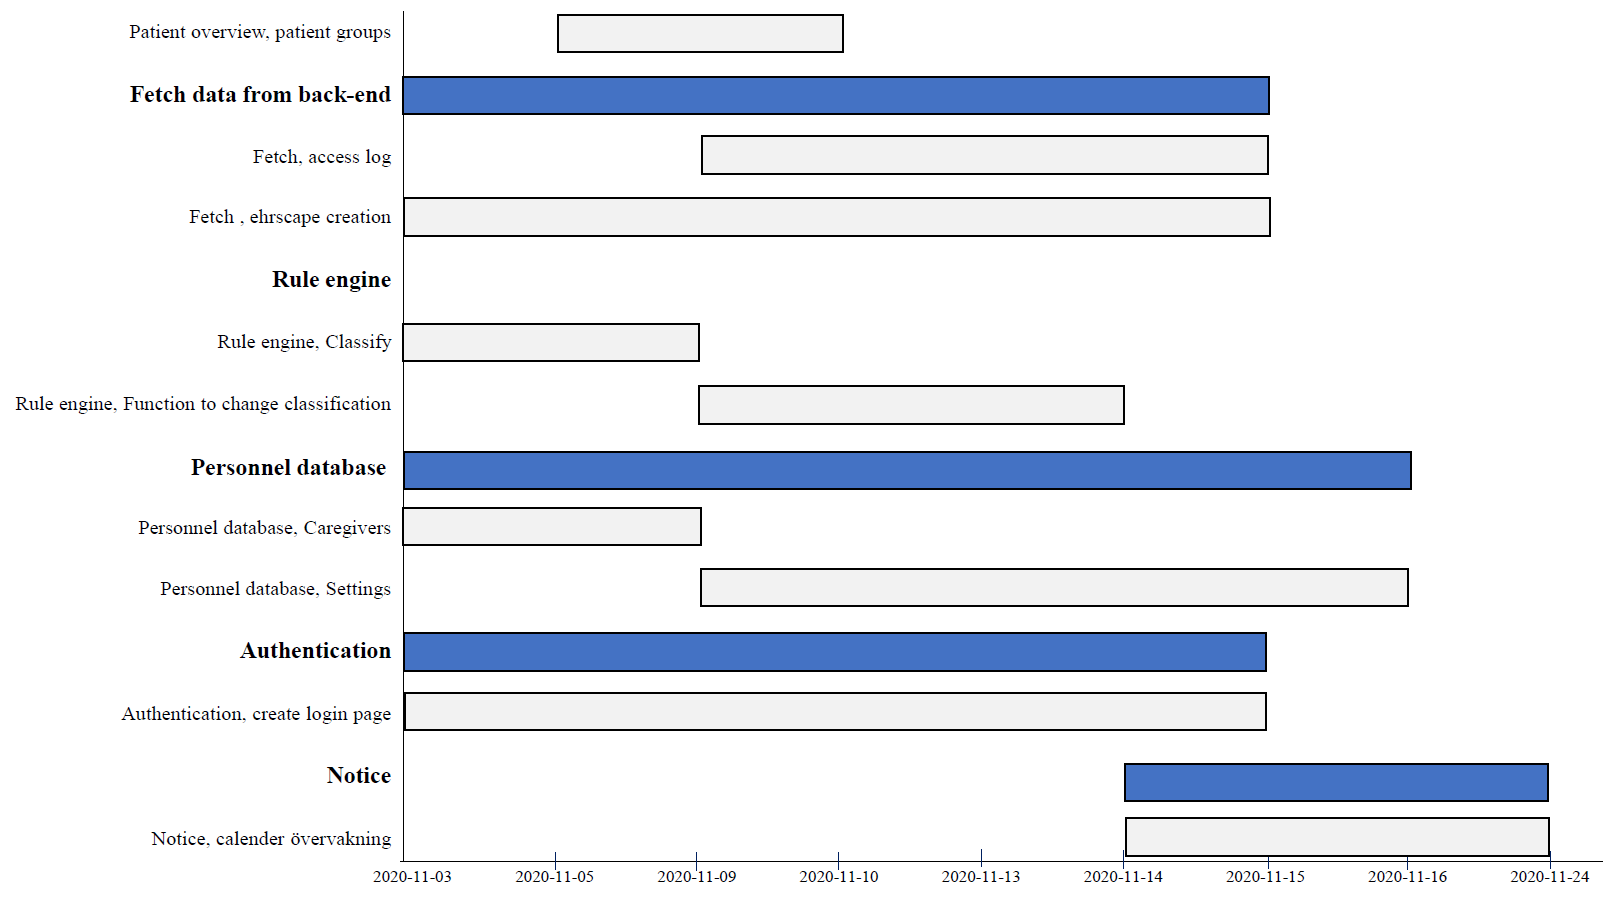 Patient overview, patient groups
Fetch data from back-end
Fetch, access log
Fetch , ehrscape creation
Rule engine
Rule engine, Classify
Rule engine, Function to change classification
Personnel database
Personnel database, Caregivers
Personnel database, Settings
Authentication
Authentication, create login page
Notice
Notice, calender övervakning
2020-11-03 2020-11-05 2020-11-09 2020-11-10 2020-11-13 2020-11-14 2020-11-15 2020-11-16 2020-11-24